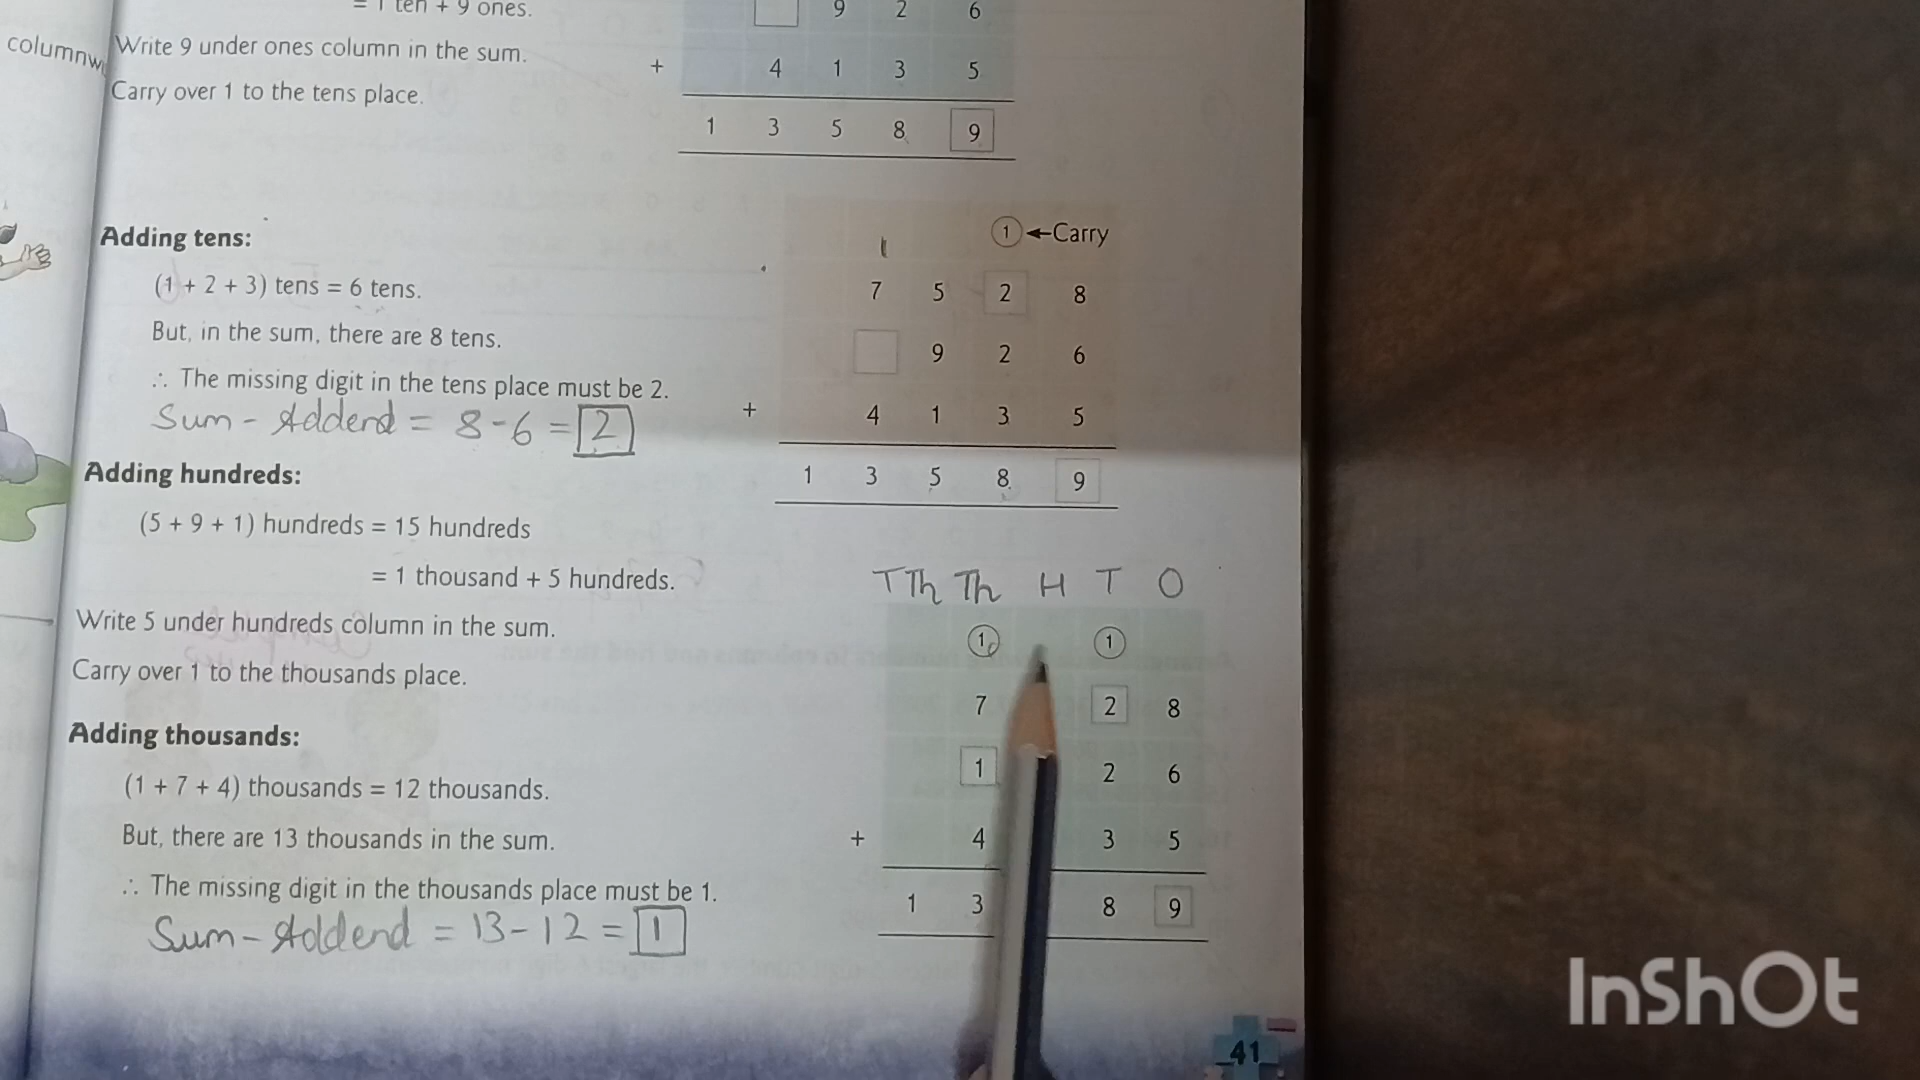 = 1 ten + 9 ones.
columnw
Write 9 under ones column in the sum.
Carry over 1 to the tens place.
9 2 6
+ 4 1 3 5
1 3 5 8 9
Adding tens:
(1 + 2 + 3) tens = 6 tens.
But, in the sum, there are 8 tens.
∴ The missing digit in the tens place must be 2.
Sum - Addend = 8 - 6 = 2
1 1 ←Carry
7 5 2 8
9 2 6
+ 4 1 3 5
1 3 5 8 9
Adding hundreds:
(5 + 9 + 1) hundreds = 15 hundreds
= 1 thousand + 5 hundreds.
Write 5 under hundreds column in the sum.
Carry over 1 to the thousands place.
Adding thousands:
(1 + 7 + 4) thousands = 12 thousands.
But, there are 13 thousands in the sum.
∴ The missing digit in the thousands place must be 1.
Sum - Addend = 13 - 12 = 1
T Th Th H T O
1 1
7 2 8
1 2 6
+ 4 3 5
1 3 8 9
41
InShOt